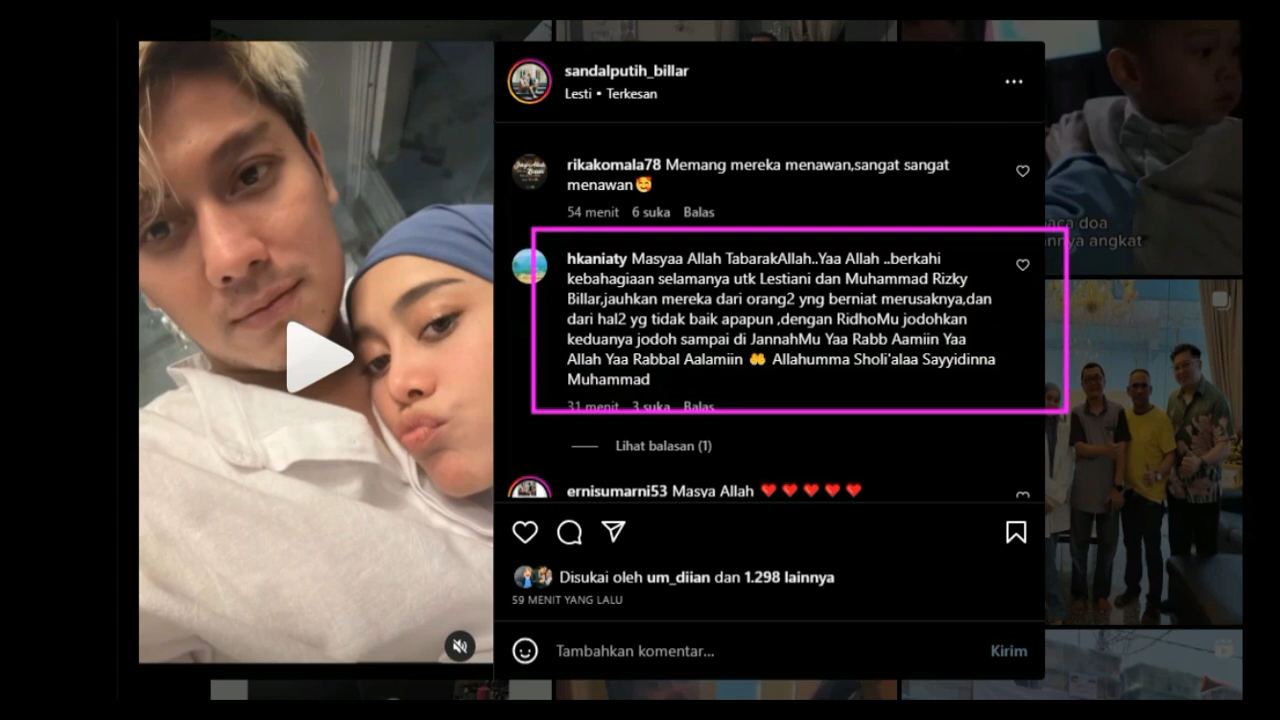 sandalputih_billar
Lesti • Terkesan
rikakomala78 Memang mereka menawan,sangat sangat
menawan🥰
54 menit 6 suka Balas
hkaniaty Masyaa Allah TabarakAllah..Yaa Allah ..berkahi
kebahagiaan selamanya utk Lestiani dan Muhammad Rizky
Billar,jauhkan mereka dari orang2 yng berniat merusaknya,dan
dari hal2 yg tidak baik apapun ,dengan RidhoMu jodohkan
keduanya jodoh sampai di JannahMu Yaa Rabb Aamiin Yaa
Allah Yaa Rabbal Aalamiin 🤲 Allahumma Sholi'alaa Sayyidinna
Muhammad
31 menit 3 suka Balas
Lihat balasan (1)
ernisumarni53 Masya Allah ❤️❤️❤️❤️❤️
Disukai oleh um_diian dan 1.298 lainnya
59 MENIT YANG LALU
Tambahkan komentar...
Kirim
doa
angkat